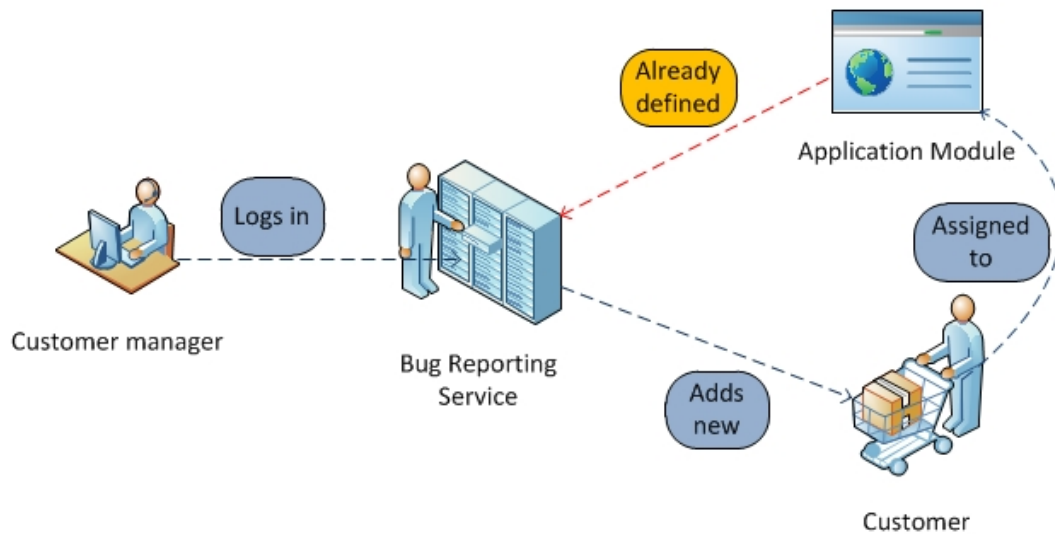 Already
defined
Application Module
Logs in
Assigned
to
Customer manager
Bug Reporting
Service
Adds
new
Customer